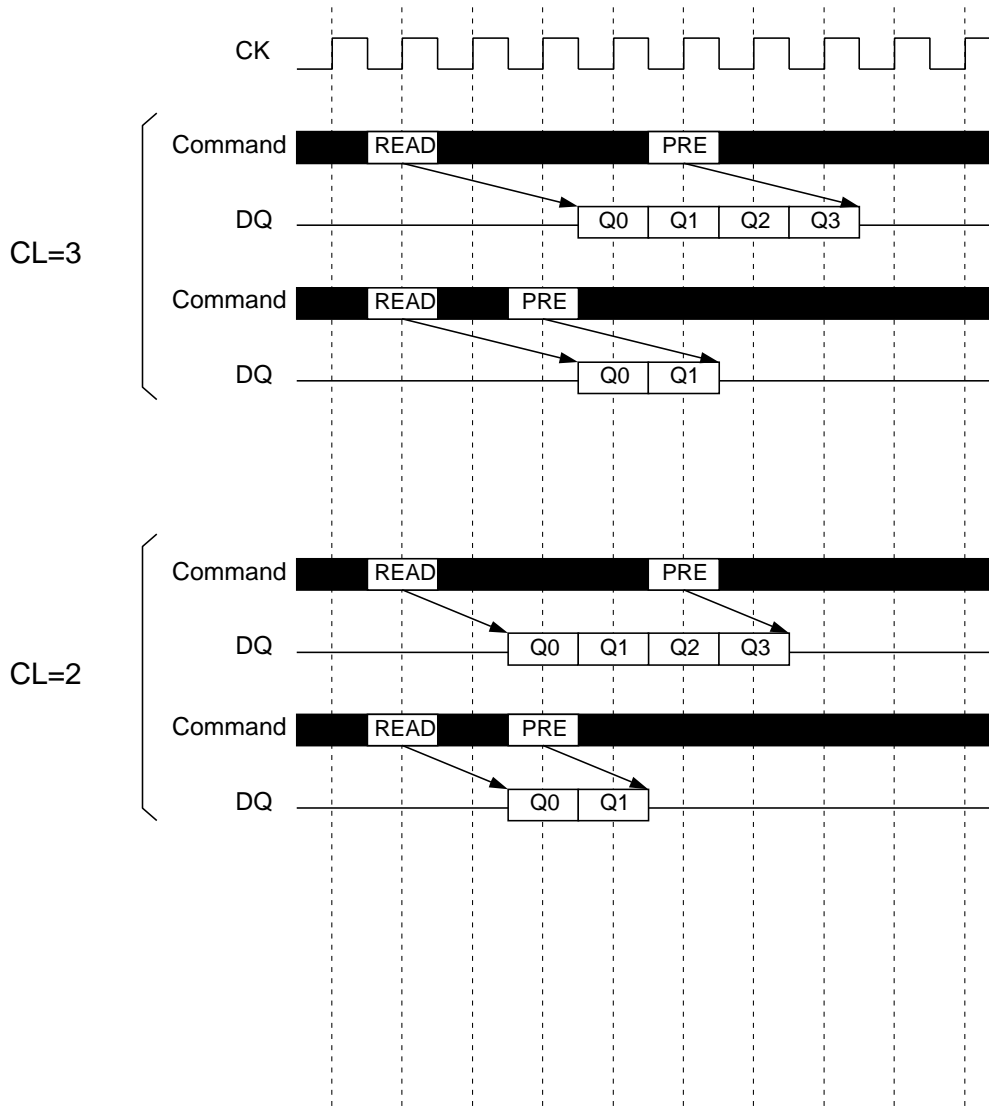 CK
Command READ PRE
DQ Q0 Q1 Q2 Q3
CL=3
Command READ PRE
DQ Q0 Q1
Command READ PRE
DQ Q0 Q1 Q2 Q3
CL=2
Command READ PRE
DQ Q0 Q1